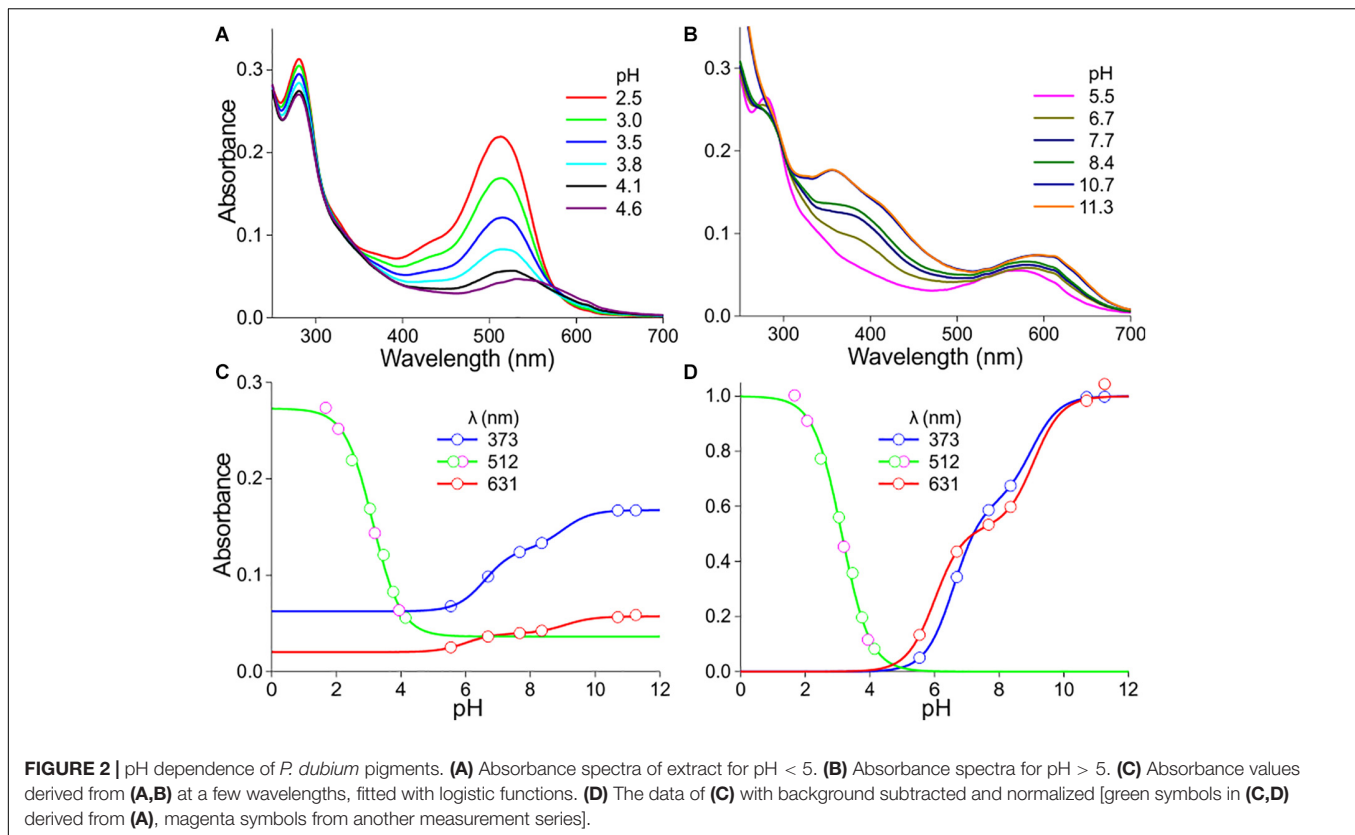 A
0.3
0.2
0.1
0.0
Absorbance
300 400 500 600 700
Wavelength (nm)
pH
2.5
3.0
3.5
3.8
4.1
4.6
B
0.3
0.2
0.1
0.0
300 400 500 600 700
Wavelength (nm)
pH
5.5
6.7
7.7
8.4
10.7
11.3
C
0.3
0.2
0.1
0.0
Absorbance
0 2 4 6 8 10 12
pH
λ (nm)
373
512
631
D
1.0
0.8
0.6
0.4
0.2
0.0
0 2 4 6 8 10 12
pH
λ (nm)
373
512
631
FIGURE 2 | pH dependence of P. dubium pigments. (A) Absorbance spectra of extract for pH < 5. (B) Absorbance spectra for pH > 5. (C) Absorbance values
derived from (A,B) at a few wavelengths, fitted with logistic functions. (D) The data of (C) with background subtracted and normalized [green symbols in (C,D)
derived from (A), magenta symbols from another measurement series].